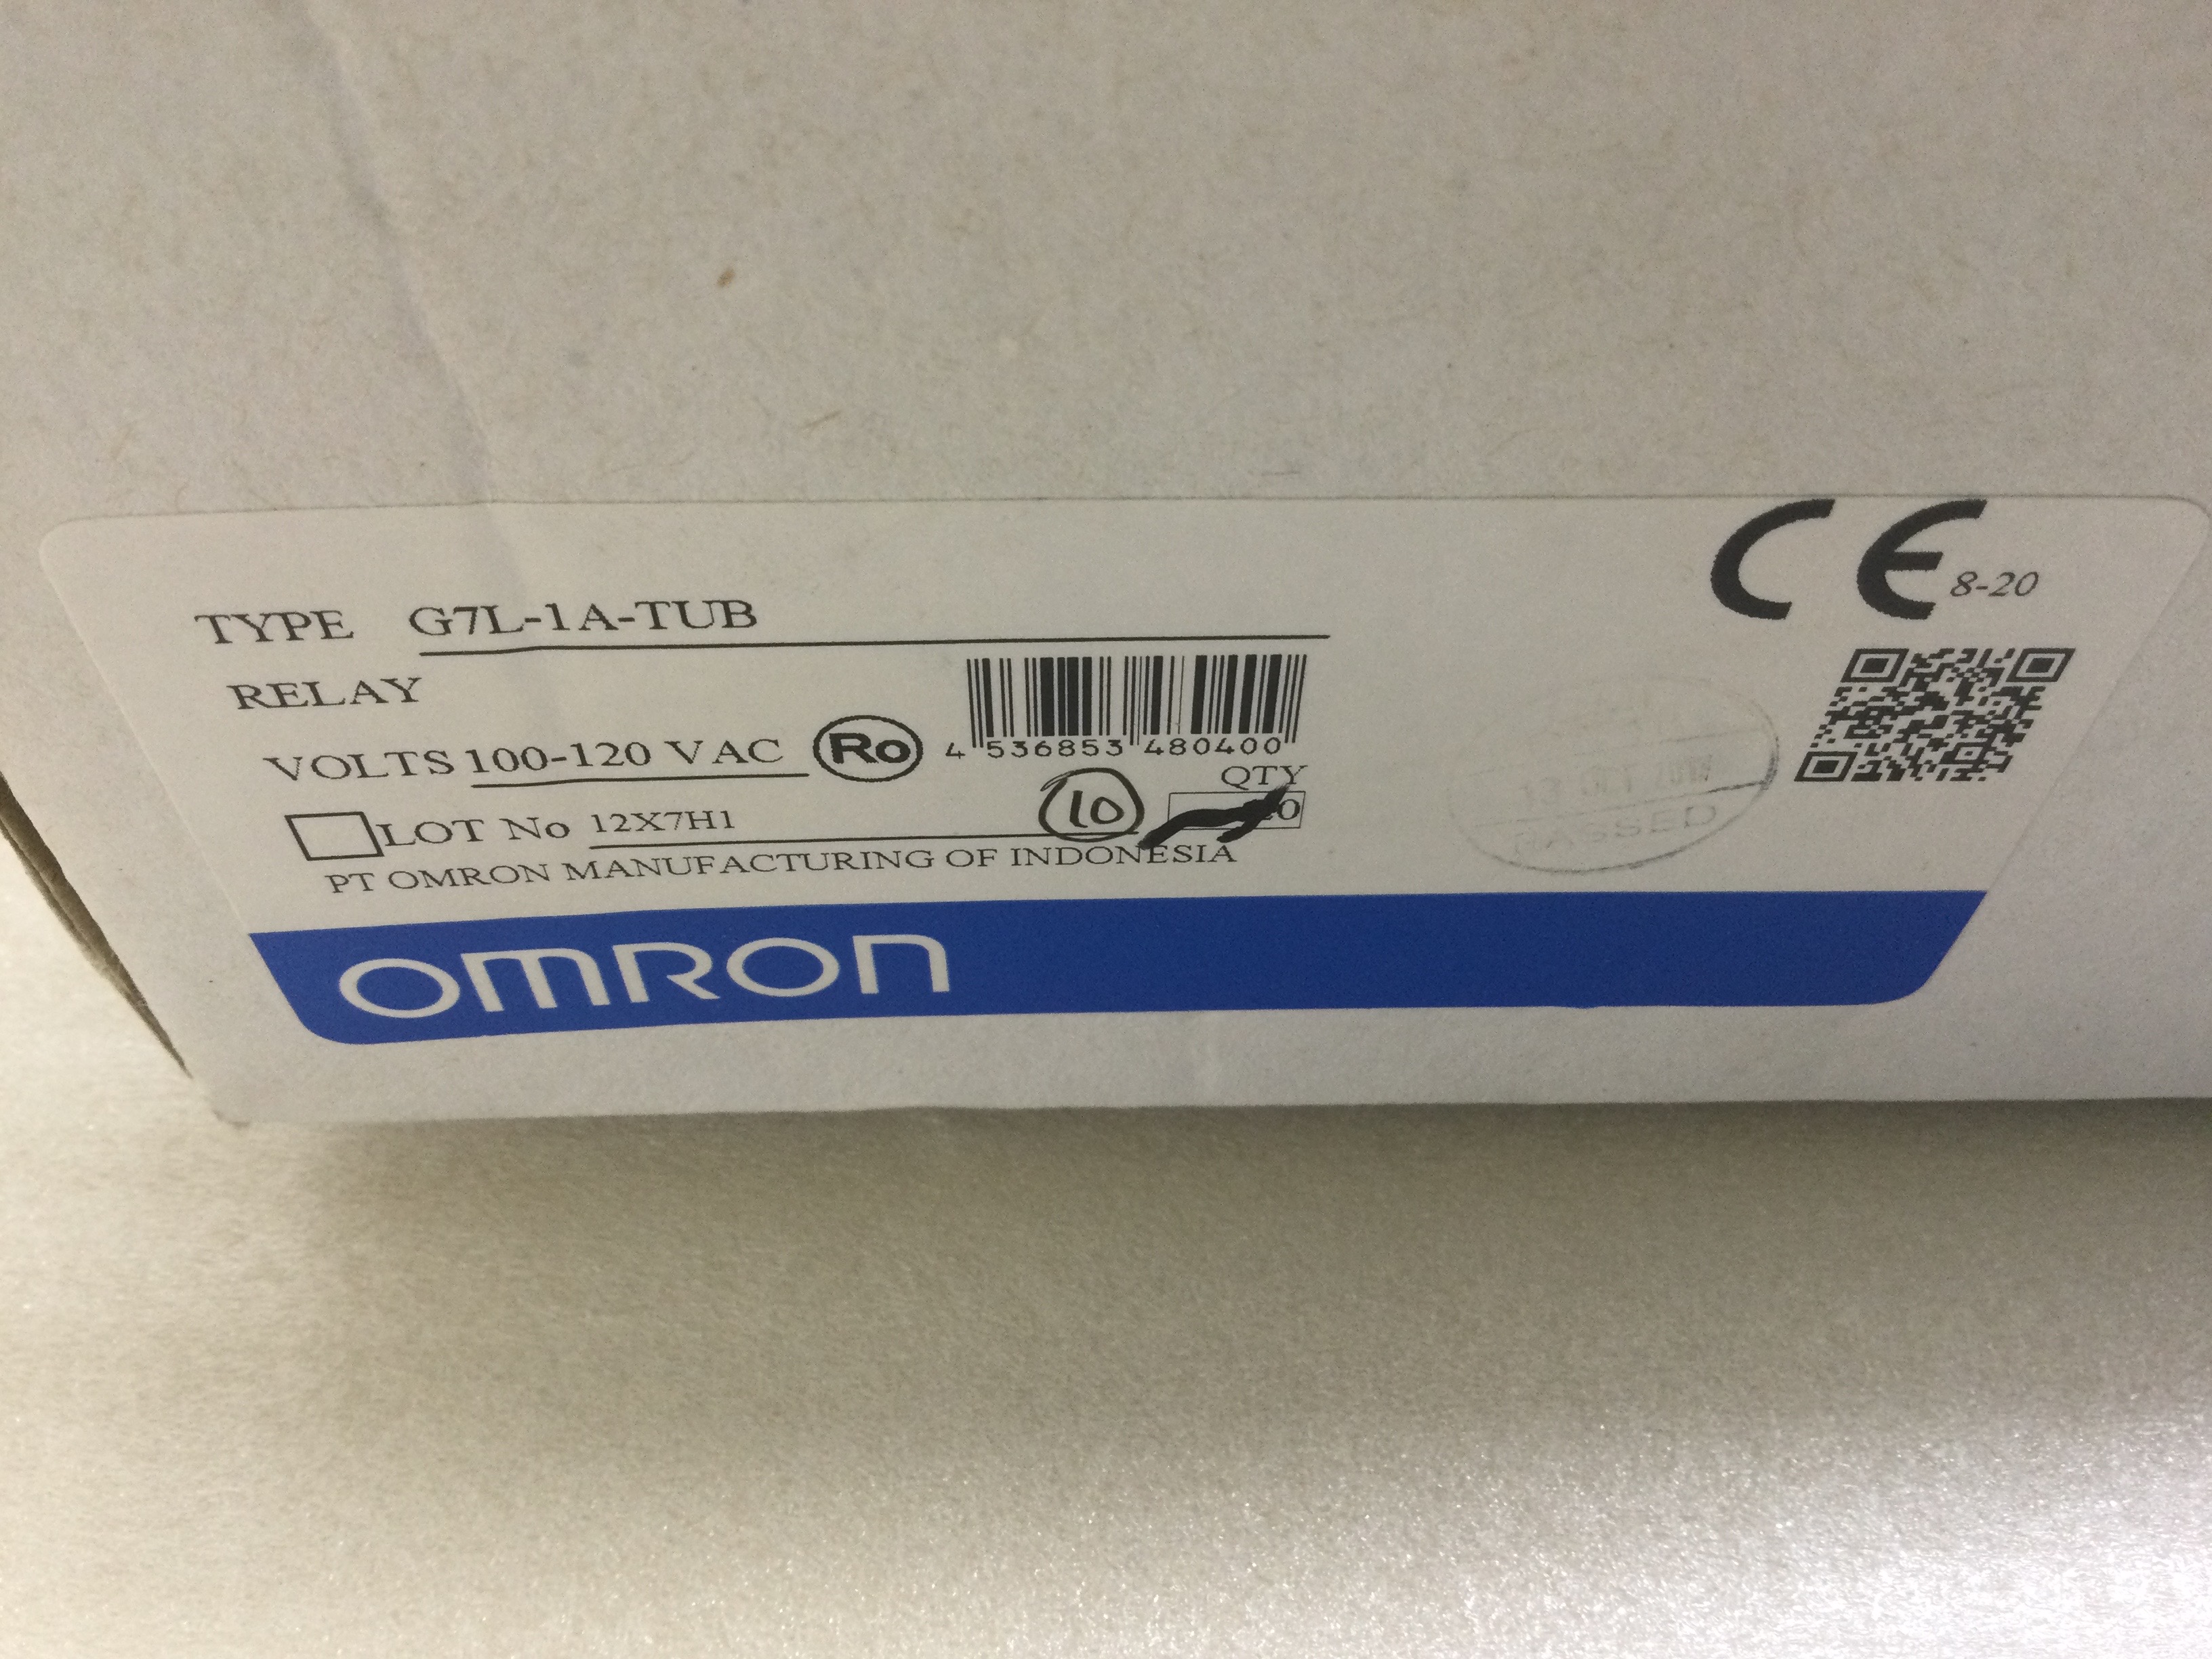 CE 8-20
TYPE G7L-1A-TUB
RELAY
VOLTS 100-120 VAC Ro
4 536853 480400
QTY
LOT No 12X7H1 10
PT OMRON MANUFACTURING OF INDONESIA
PASSED
OMRON